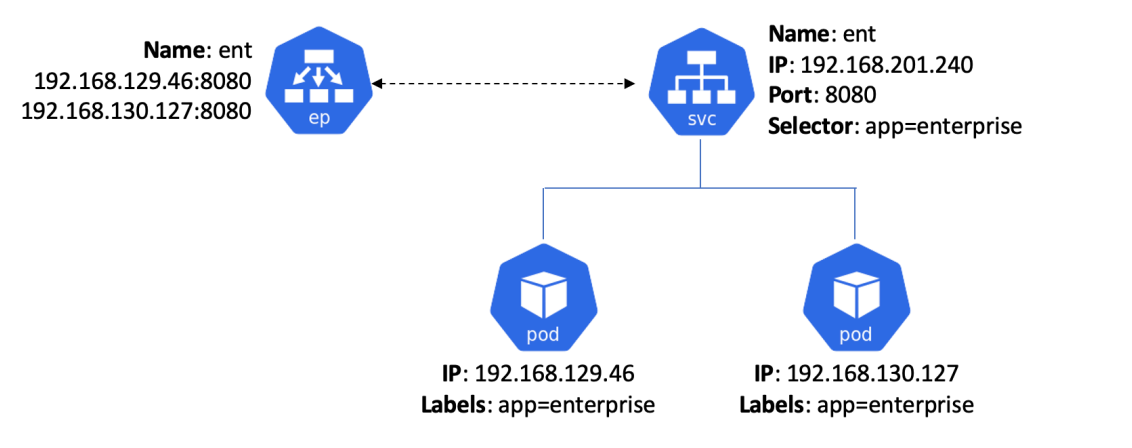 Name: ent
192.168.129.46:8080
192.168.130.127:8080
ep
svc
Name: ent
IP: 192.168.201.240
Port: 8080
Selector: app=enterprise
pod
IP: 192.168.129.46
Labels: app=enterprise
pod
IP: 192.168.130.127
Labels: app=enterprise